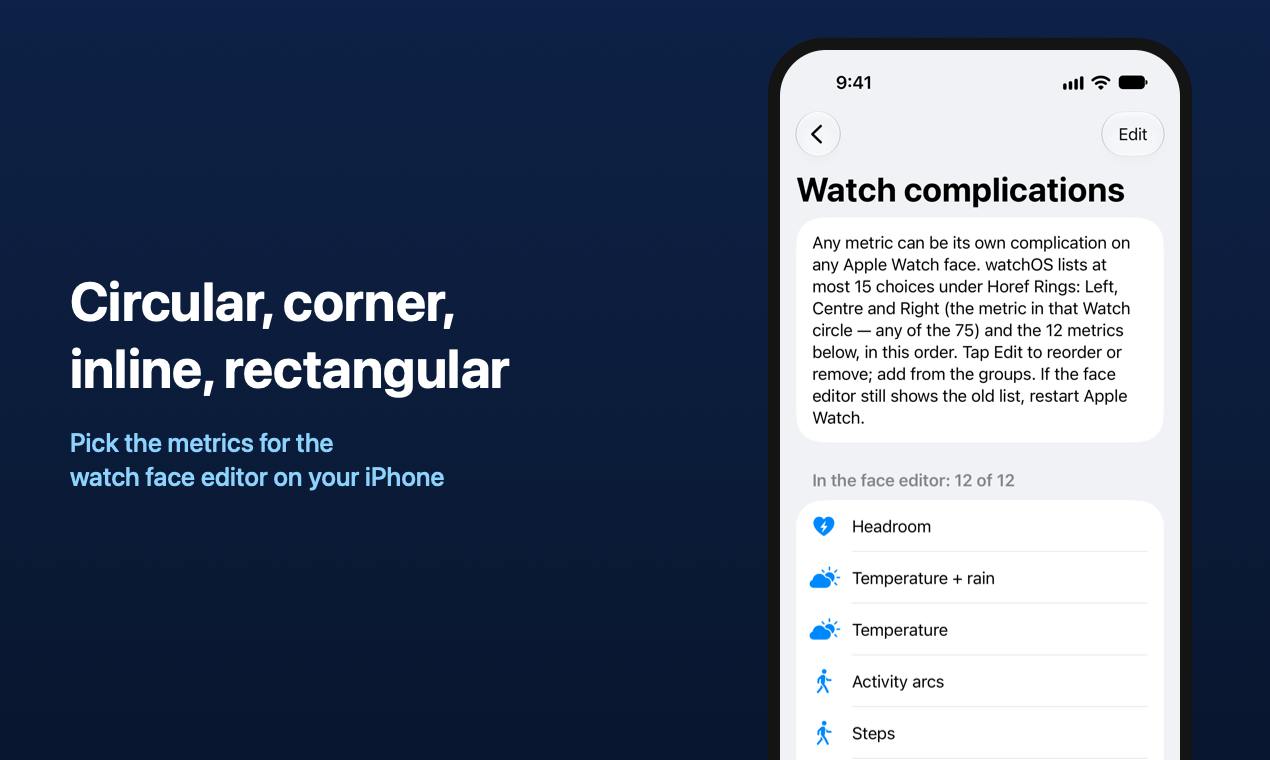 Circular, corner,
inline, rectangular
Pick the metrics for the
watch face editor on your iPhone
9:41
Edit
Watch complications
Any metric can be its own complication on
any Apple Watch face. watchOS lists at
most 15 choices under Horef Rings: Left,
Centre and Right (the metric in that Watch
circle — any of the 75) and the 12 metrics
below, in this order. Tap Edit to reorder or
remove; add from the groups. If the face
editor still shows the old list, restart Apple
Watch.
In the face editor: 12 of 12
Headroom
Temperature + rain
Temperature
Activity arcs
Steps